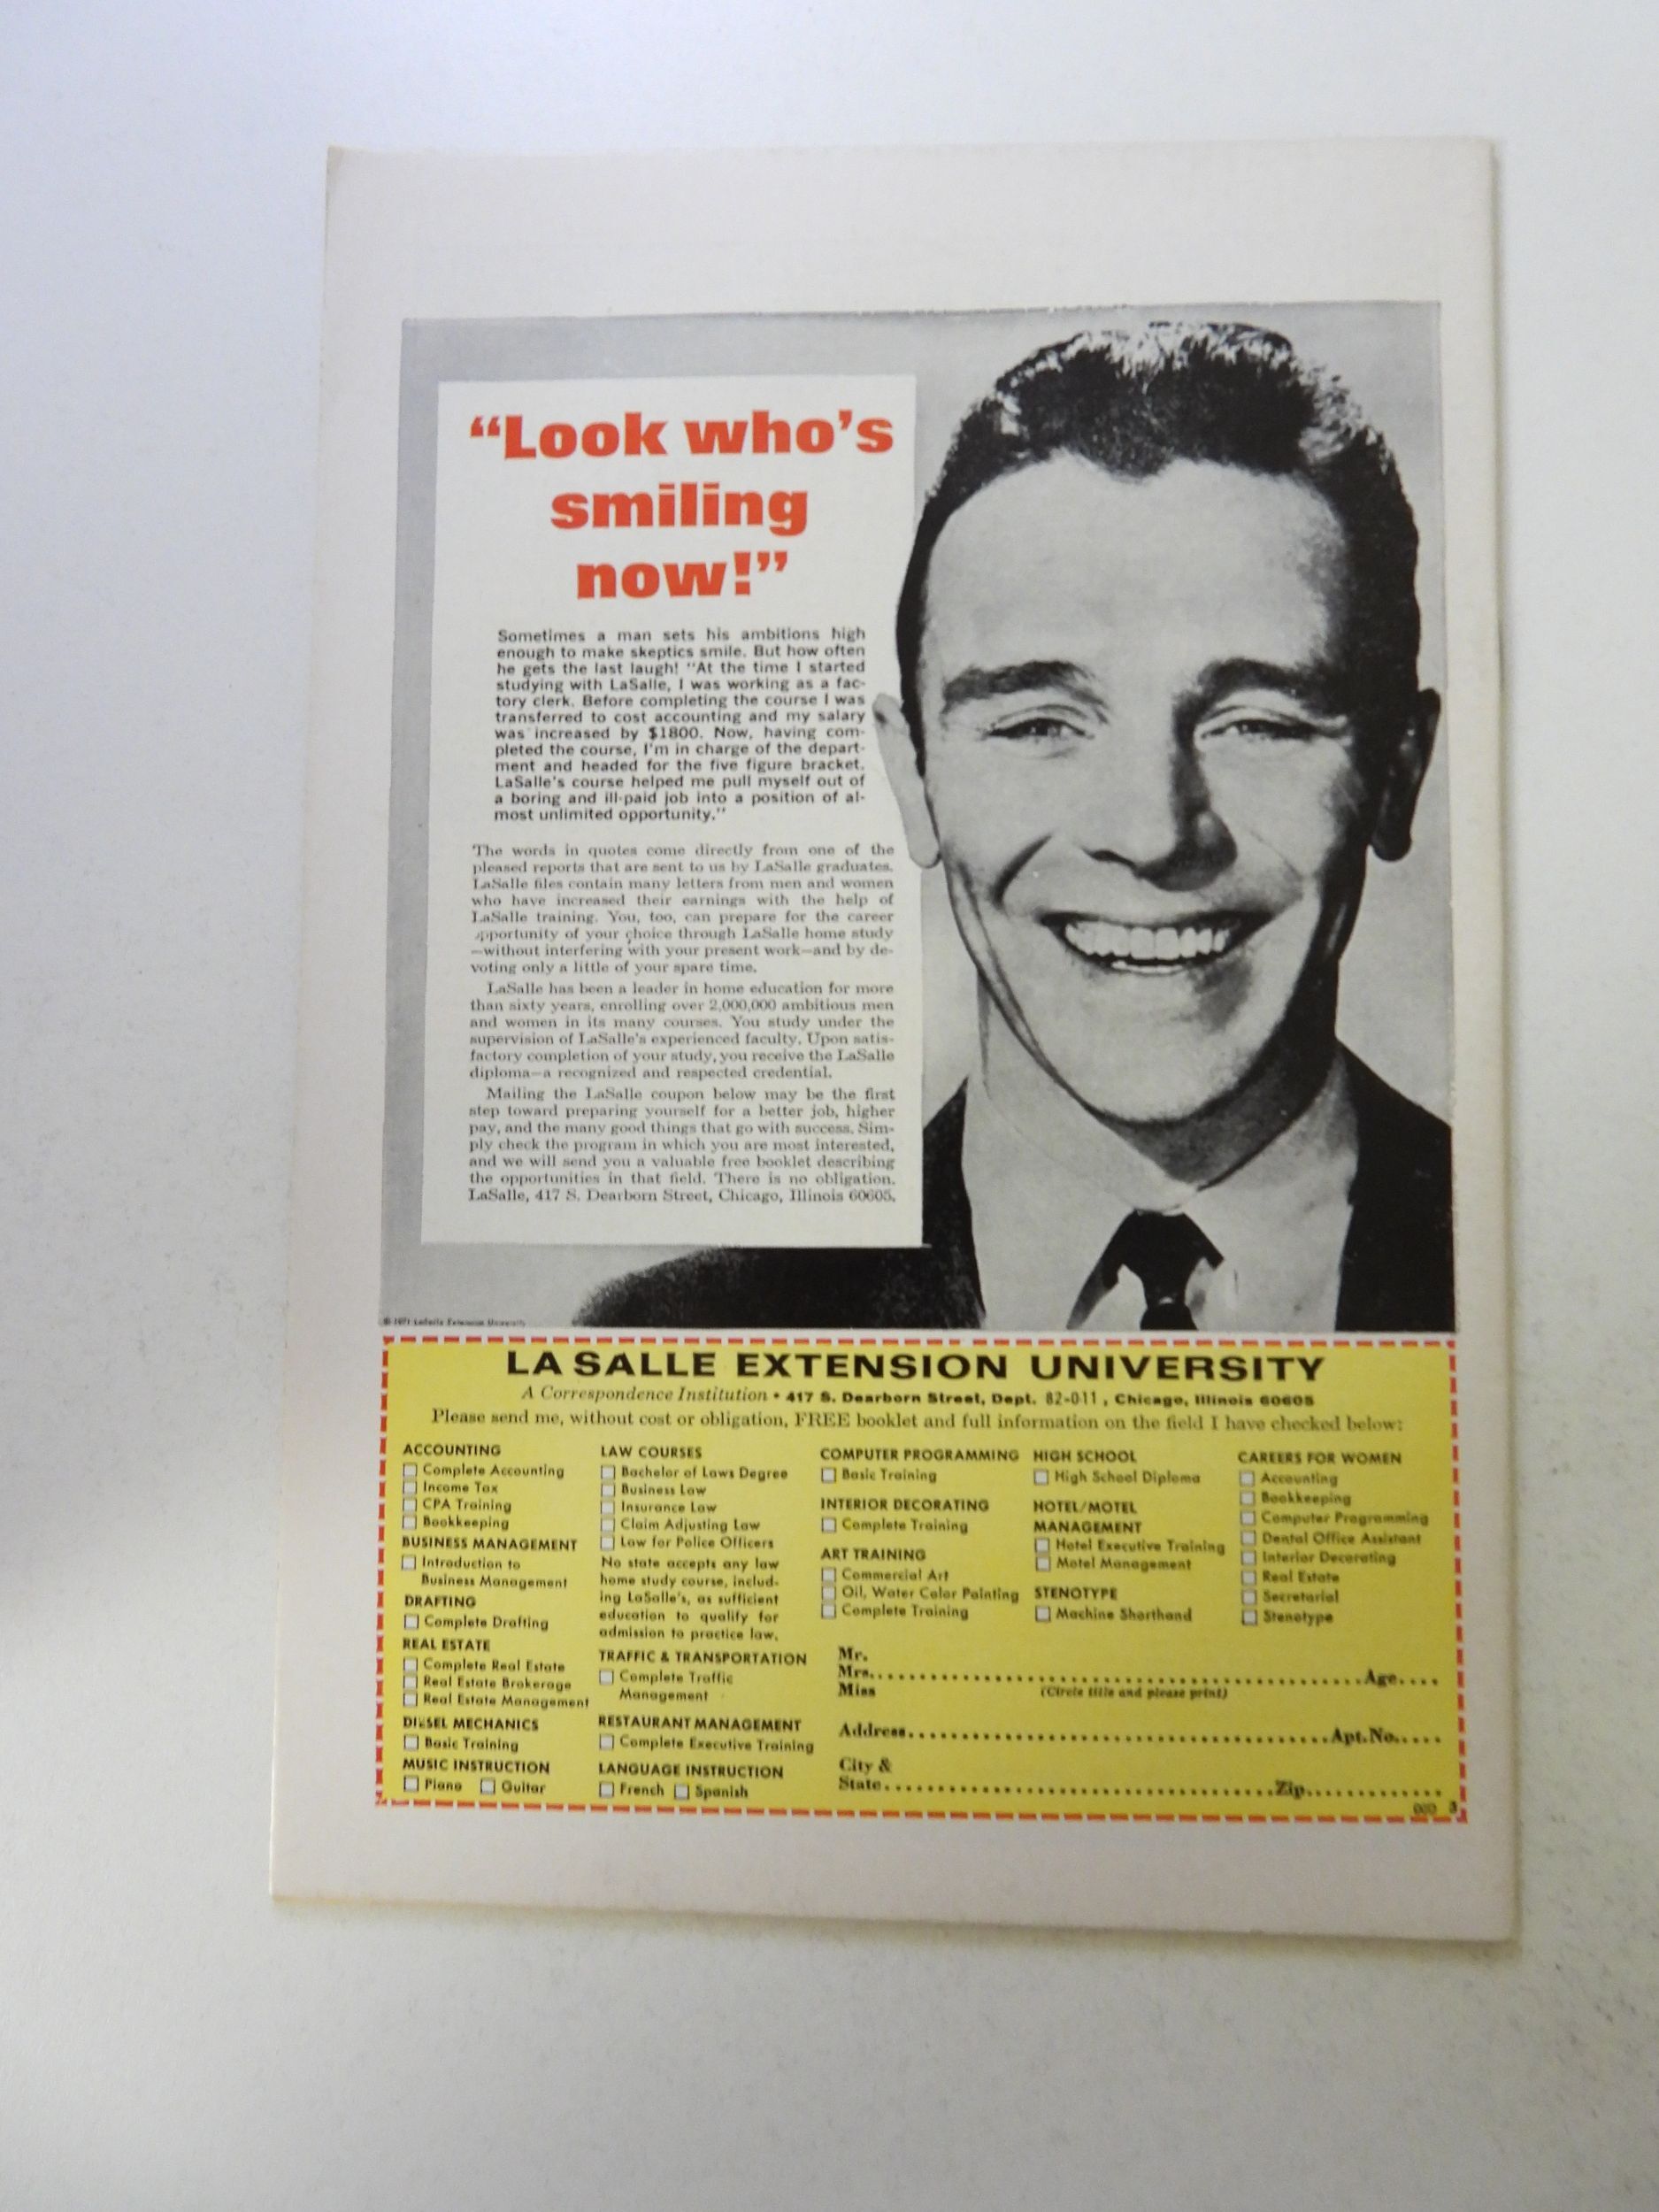 “Look who's
smiling
now!”
Sometimes a man sets his ambitions high
enough to make skeptics smile. But how often
he gets the last laugh! "At the time I started
studying with LaSalle, I was working as a fac-
tory clerk. Before completing the course I was
transferred to cost accounting and my salary
was increased by $1800. Now, having com-
pleted the course, I'm in charge of the depart-
ment and headed for the five figure bracket.
LaSalle's course helped me pull myself out of
a boring and ill-paid job into a position of al-
most unlimited opportunity."
The words in quotes come directly from one of the
pleased reports that are sent to us by LaSalle graduates.
LaSalle files contain many letters from men and women
who have increased their earnings with the help of
LaSalle training. You, too, can prepare for the career
opportunity of your choice through LaSalle home study
—without interfering with your present work—and by de-
voting only a little of your spare time.
LaSalle has been a leader in home education for more
than sixty years, enrolling over 2,000,000 ambitious men
and women in its many courses. You study under the
supervision of LaSalle's experienced faculty. Upon satis-
factory completion of your study, you receive the LaSalle
diploma—a recognized and respected credential.
Mailing the LaSalle coupon below may be the first
step toward preparing yourself for a better job, higher
pay, and the many good things that go with success. Sim-
ply check the program in which you are most interested,
and we will send you a valuable free booklet describing
the opportunities in that field. There is no obligation.
LaSalle, 417 S. Dearborn Street, Chicago, Illinois 60605.
© 1971 LaSalle Extension University
LA SALLE EXTENSION UNIVERSITY
A Correspondence Institution • 417 S. Dearborn Street, Dept. 82-011, Chicago, Illinois 60605
Please send me, without cost or obligation, FREE booklet and full information on the field I have checked below:
ACCOUNTING
Complete Accounting
Income Tax
CPA Training
Bookkeeping
BUSINESS MANAGEMENT
Introduction to
Business Management
DRAFTING
Complete Drafting
REAL ESTATE
Complete Real Estate
Real Estate Brokerage
Real Estate Management
DIESEL MECHANICS
Basic Training
MUSIC INSTRUCTION
Piano Guitar
LAW COURSES
Bachelor of Laws Degree
Business Law
Insurance Law
Claim Adjusting Law
Law for Police Officers
No state accepts any law
home study course, includ-
ing LaSalle's, as sufficient
education to qualify for
admission to practice law.
TRAFFIC & TRANSPORTATION
Complete Traffic
Management
RESTAURANT MANAGEMENT
Complete Executive Training
LANGUAGE INSTRUCTION
French Spanish
COMPUTER PROGRAMMING
Basic Training
INTERIOR DECORATING
Complete Training
ART TRAINING
Commercial Art
Oil, Water Color Painting
Complete Training
HIGH SCHOOL
High School Diploma
HOTEL/MOTEL
MANAGEMENT
Hotel Executive Training
Motel Management
STENOTYPE
Machine Shorthand
CAREERS FOR WOMEN
Accounting
Bookkeeping
Computer Programming
Dental Office Assistant
Interior Decorating
Real Estate
Secretarial
Stenotype
Mr.
Mrs. Age
Miss (Circle title and please print)
Address Apt.No.
City &
State Zip
3